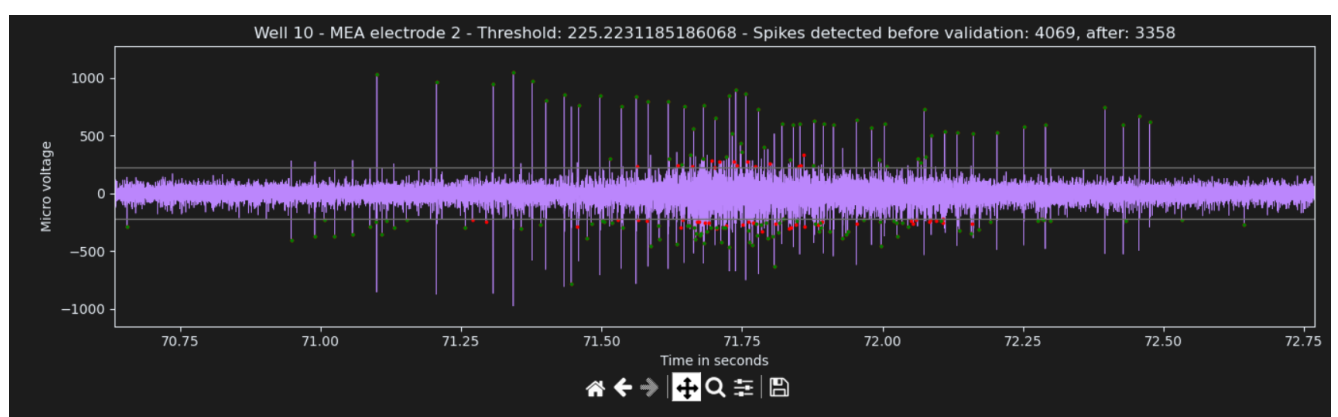 Well 10 - MEA electrode 2 - Threshold: 225.2231185186068 - Spikes detected before validation: 4069, after: 3358
1000
500
0
−500
−1000
Micro voltage
70.75 71.00 71.25 71.50 71.75 72.00 72.25 72.50 72.75
Time in seconds